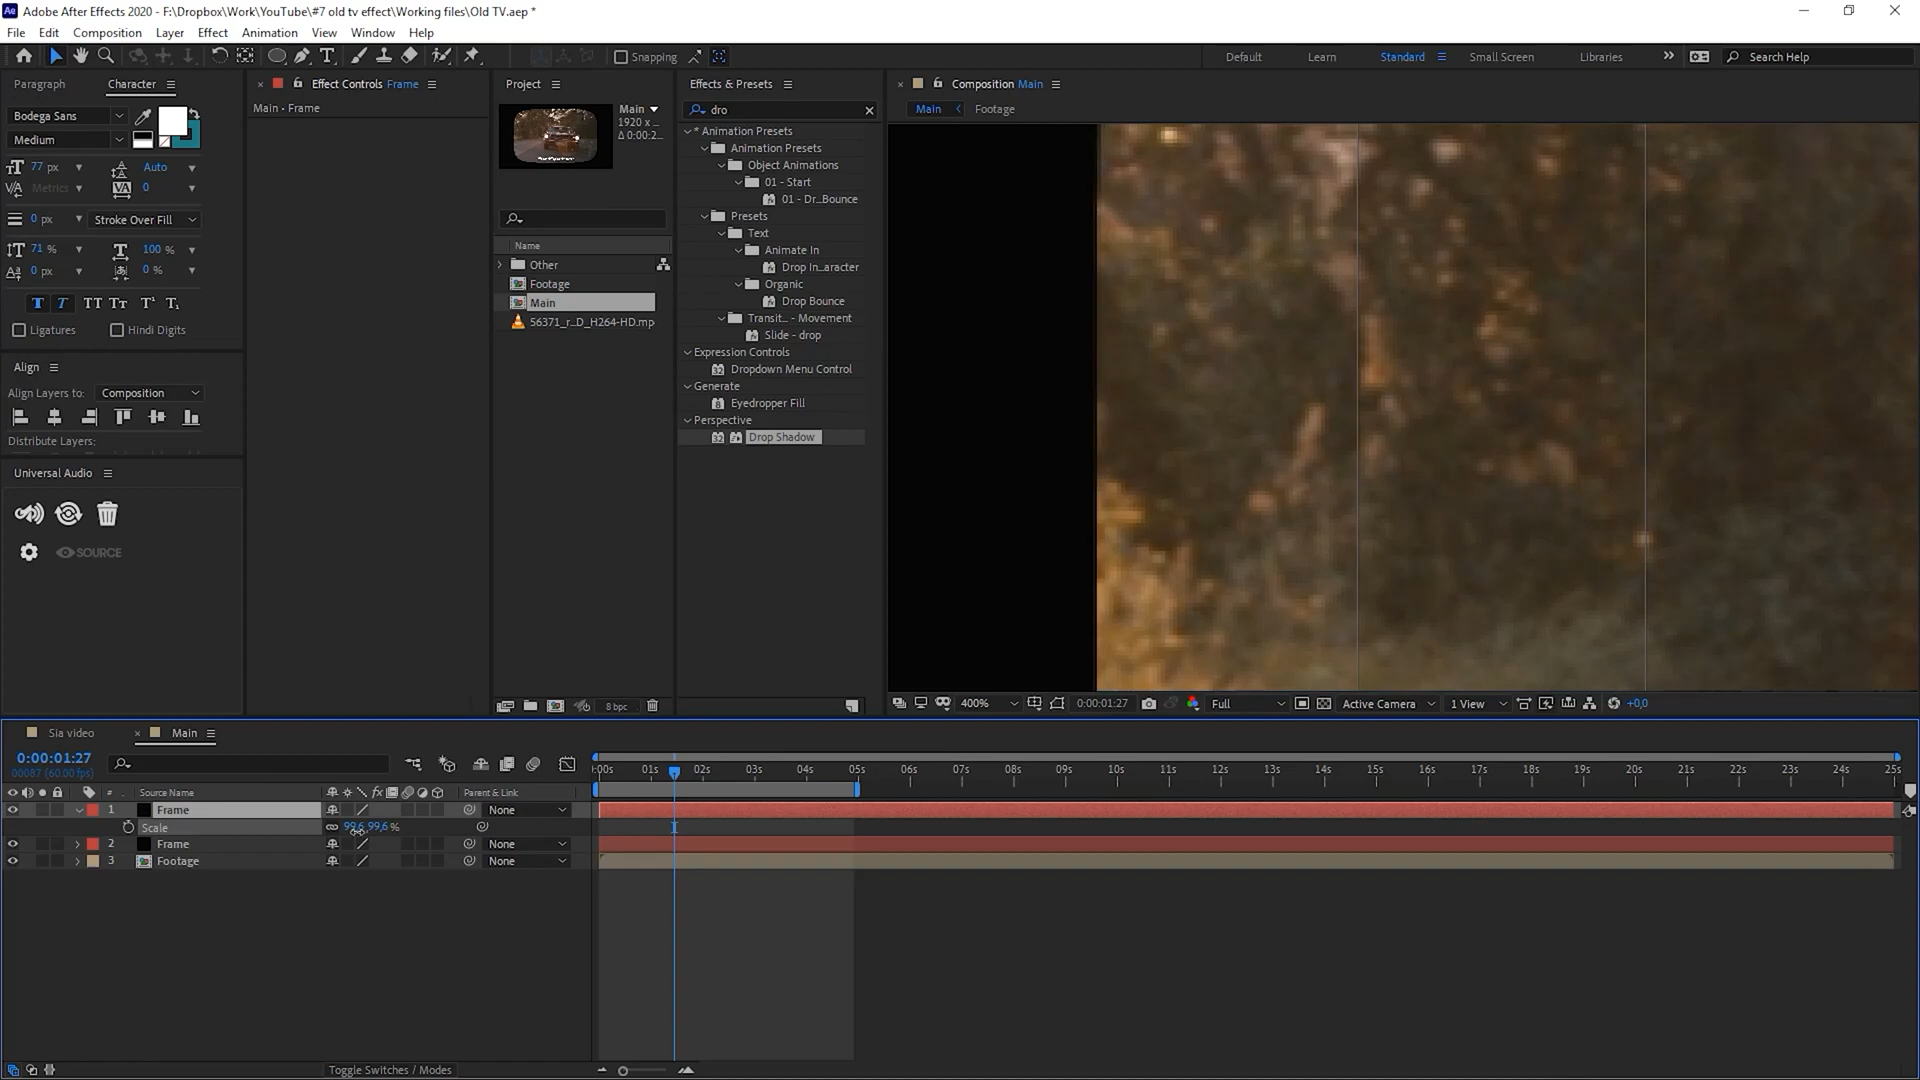 Adobe After Effects 2020 - F:\Dropbox\Work\YouTube\#7 old tv effect\Working files\Old TV.aep *
File Edit Composition Layer Effect Animation View Window Help
Snapping Default Learn Standard Small Screen Libraries Search Help
Paragraph Character
Bodega Sans
Medium
77 px Auto
Metrics 0
0 px Stroke Over Fill
71 % 100 %
0 px 0 %
Ligatures Hindi Digits
Align
Align Layers to: Composition
Distribute Layers:
Universal Audio
SOURCE
Effect Controls Frame
Main • Frame
Project
Main
1920 x ...
Δ 0:00:2...
Name
Other
Footage
Main
56371_r...D_H264-HD.mp
8 bpc
Effects & Presets
dro
* Animation Presets
Animation Presets
Object Animations
01 - Start
01 - Dr...Bounce
Presets
Text
Animate In
Drop In...aracter
Organic
Drop Bounce
Transit... - Movement
Slide - drop
Expression Controls
Dropdown Menu Control
Generate
Eyedropper Fill
Perspective
Drop Shadow
Composition Main
Main Footage
400% 0:00:01:27 Full Active Camera 1 View +0,0
Sia video Main
0:00:01:27
00087 (60.00 fps)
# Source Name Parent & Link
1 Frame None
Scale 99,6,99,6 %
2 Frame None
3 Footage None
:00s 01s 02s 03s 04s 05s 06s 07s 08s 09s 10s 11s 12s 13s 14s 15s 16s 17s 18s 19s 20s 21s 22s 23s 24s 25s
Toggle Switches / Modes